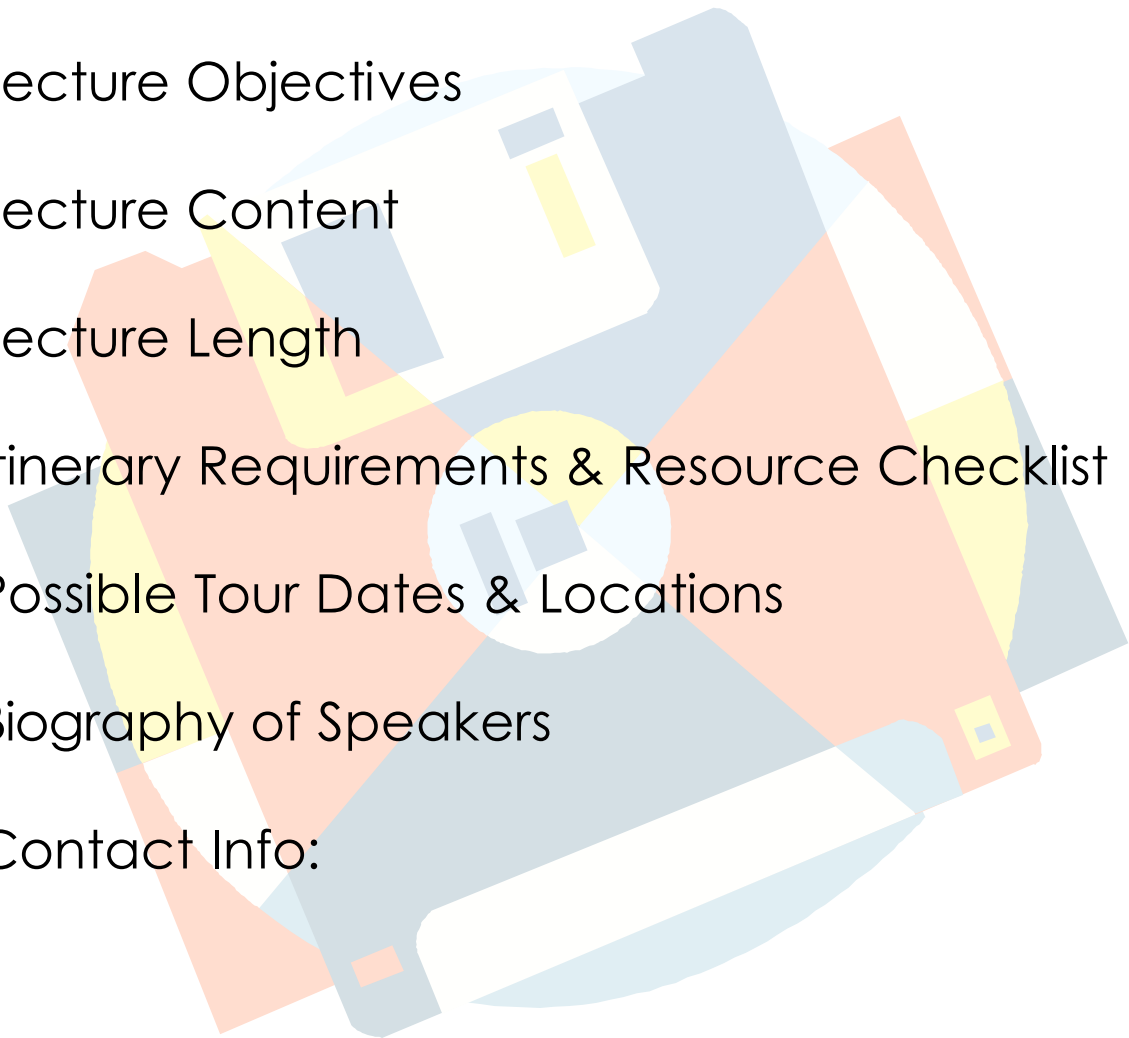 ecture Objectives
ecture Content
ecture Length
tinerary Requirements & Resource Checklist
Possible Tour Dates & Locations
Biography of Speakers
Contact Info: